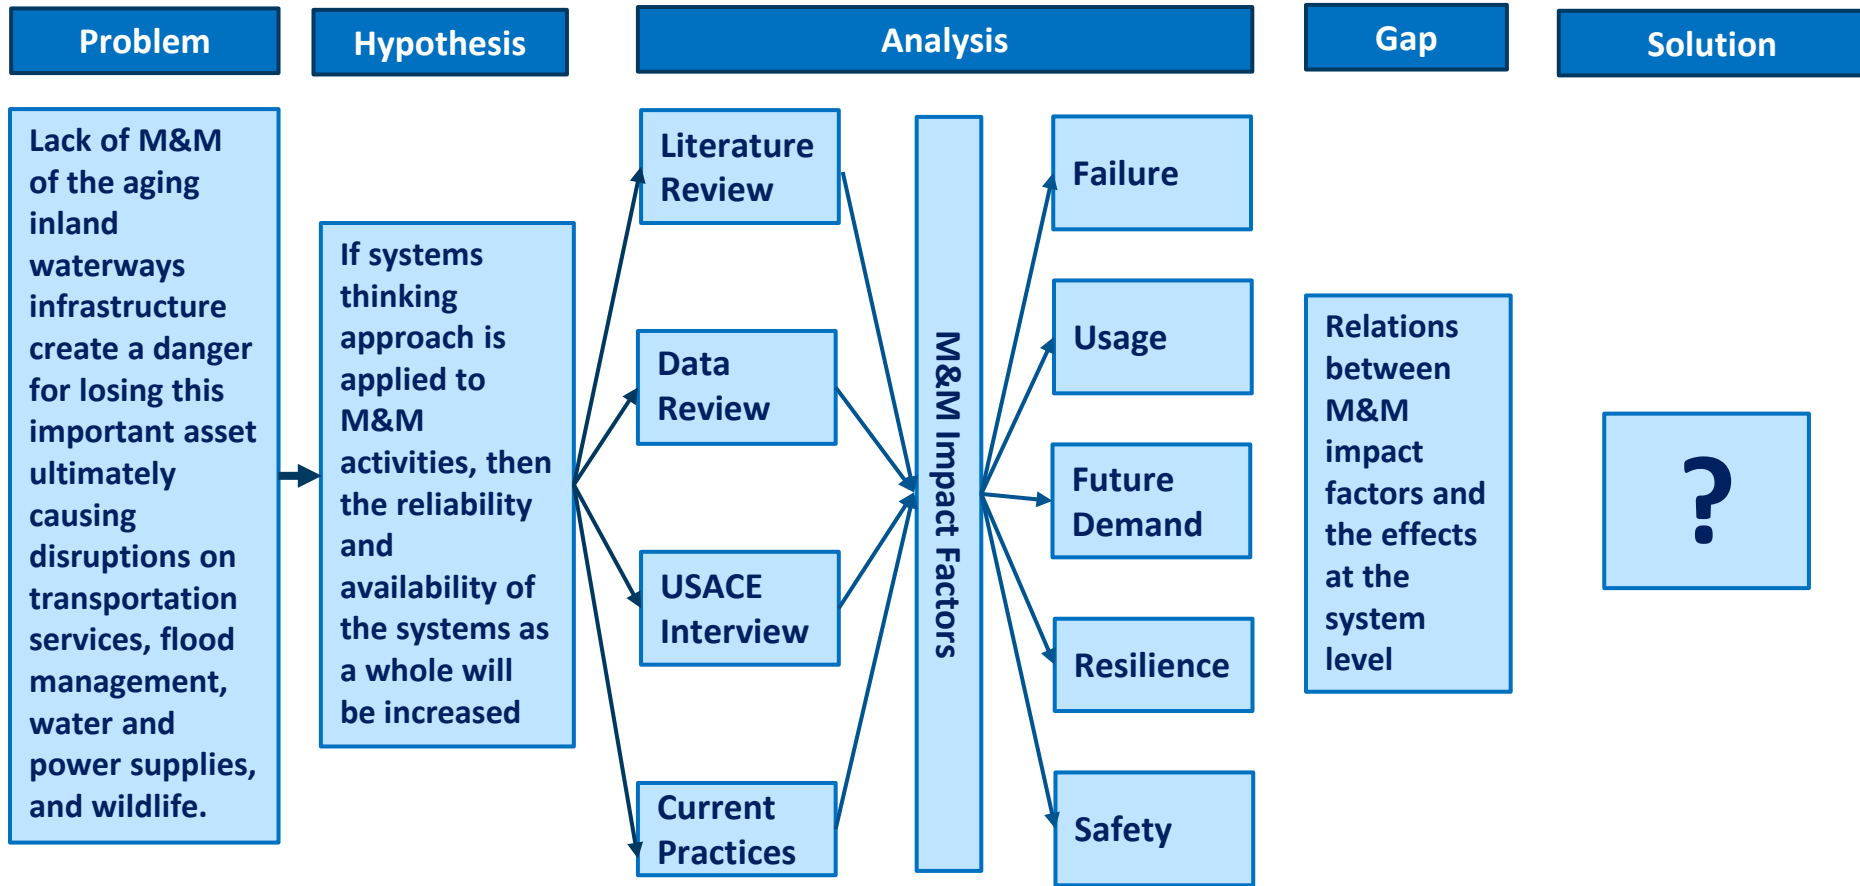 Problem
Hypothesis
Analysis
Gap
Solution
Lack of M&M
of the aging
inland
waterways
infrastructure
create a danger
for losing this
important asset
ultimately
causing
disruptions on
transportation
services, flood
management,
water and
power supplies,
and wildlife.
If systems
thinking
approach is
applied to
M&M
activities, then
the reliability
and
availability of
the systems as
a whole will
be increased
Literature
Review
Data
Review
USACE
Interview
Current
Practices
M&M Impact Factors
Failure
Usage
Future
Demand
Resilience
Safety
Relations
between
M&M
impact
factors and
the effects
at the
system
level
?